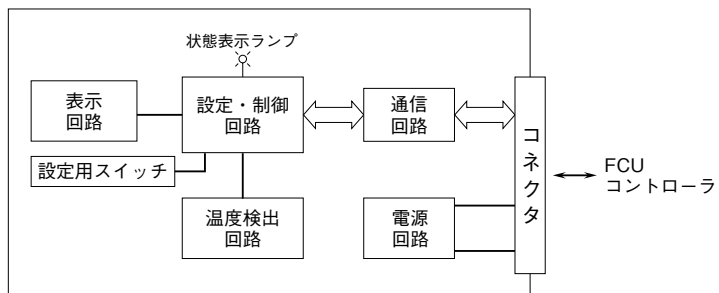 状態表示ランプ
表示
回路
設定・制御
回路
通信
回路
コネクタ
FCU
コントローラ
設定用スイッチ
温度検出
回路
電源
回路